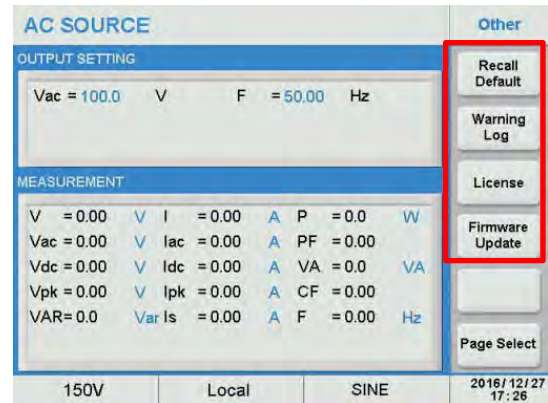 AC SOURCE
Other
OUTPUT SETTING
Vac = 100.0 V F = 50.00 Hz
Recall
Default
Warning
Log
MEASUREMENT
License
V = 0.00 V I = 0.00 A P = 0.0 W
Vac = 0.00 V Iac = 0.00 A PF = 0.00
Vdc = 0.00 V Idc = 0.00 A VA = 0.0 VA
Vpk = 0.00 V Ipk = 0.00 A CF = 0.00
VAR= 0.0 Var Is = 0.00 A F = 0.00 Hz
Firmware
Update
Page Select
150V Local SINE
2016/12/27
17:26